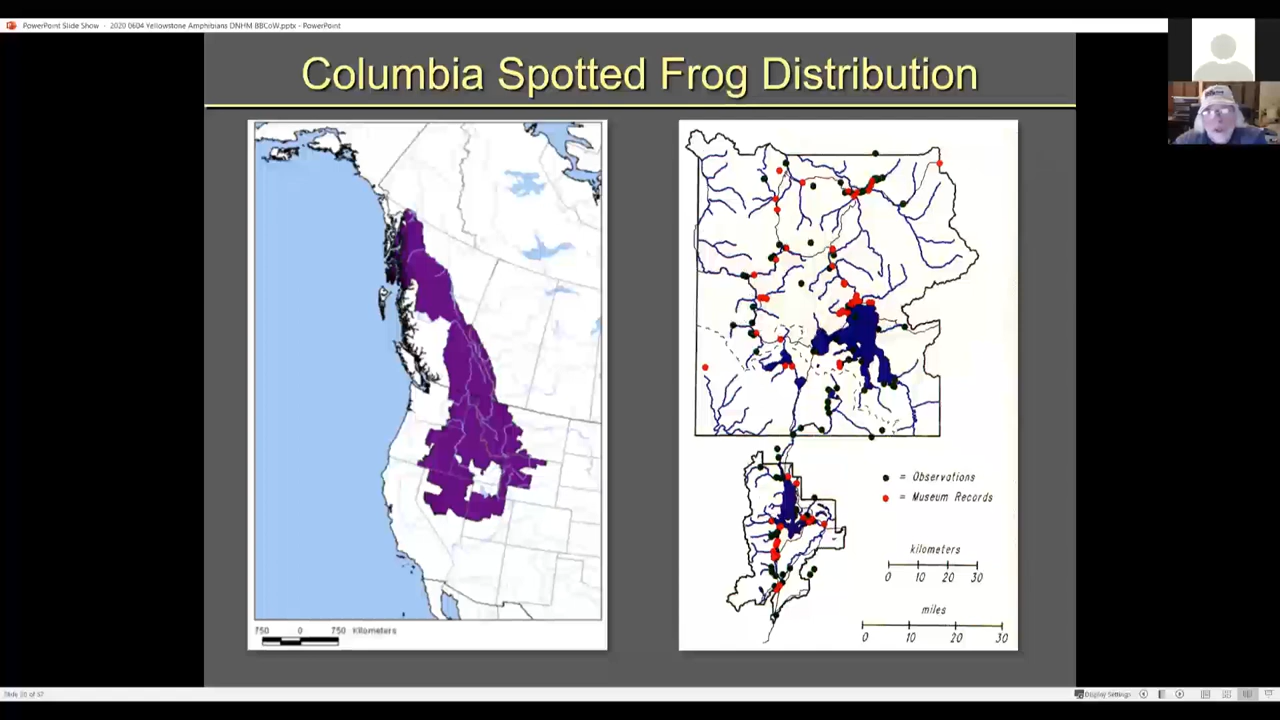 PowerPoint Slide Show - 2020 0604 Yellowstone Amphibians DNHM BBCoW.pptx - PowerPoint
Columbia Spotted Frog Distribution
750 0 750 Kilometers
= Observations
= Museum Records
kilometers
0 10 20 30
miles
0 10 20 30
Display Settings